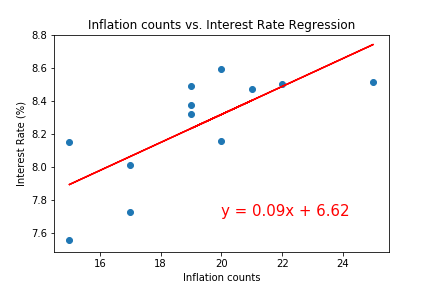 Inflation counts vs. Interest Rate Regression
Interest Rate (%)
8.8
8.6
8.4
8.2
8.0
7.8
7.6
y = 0.09x + 6.62
16 18 20 22 24
Inflation counts